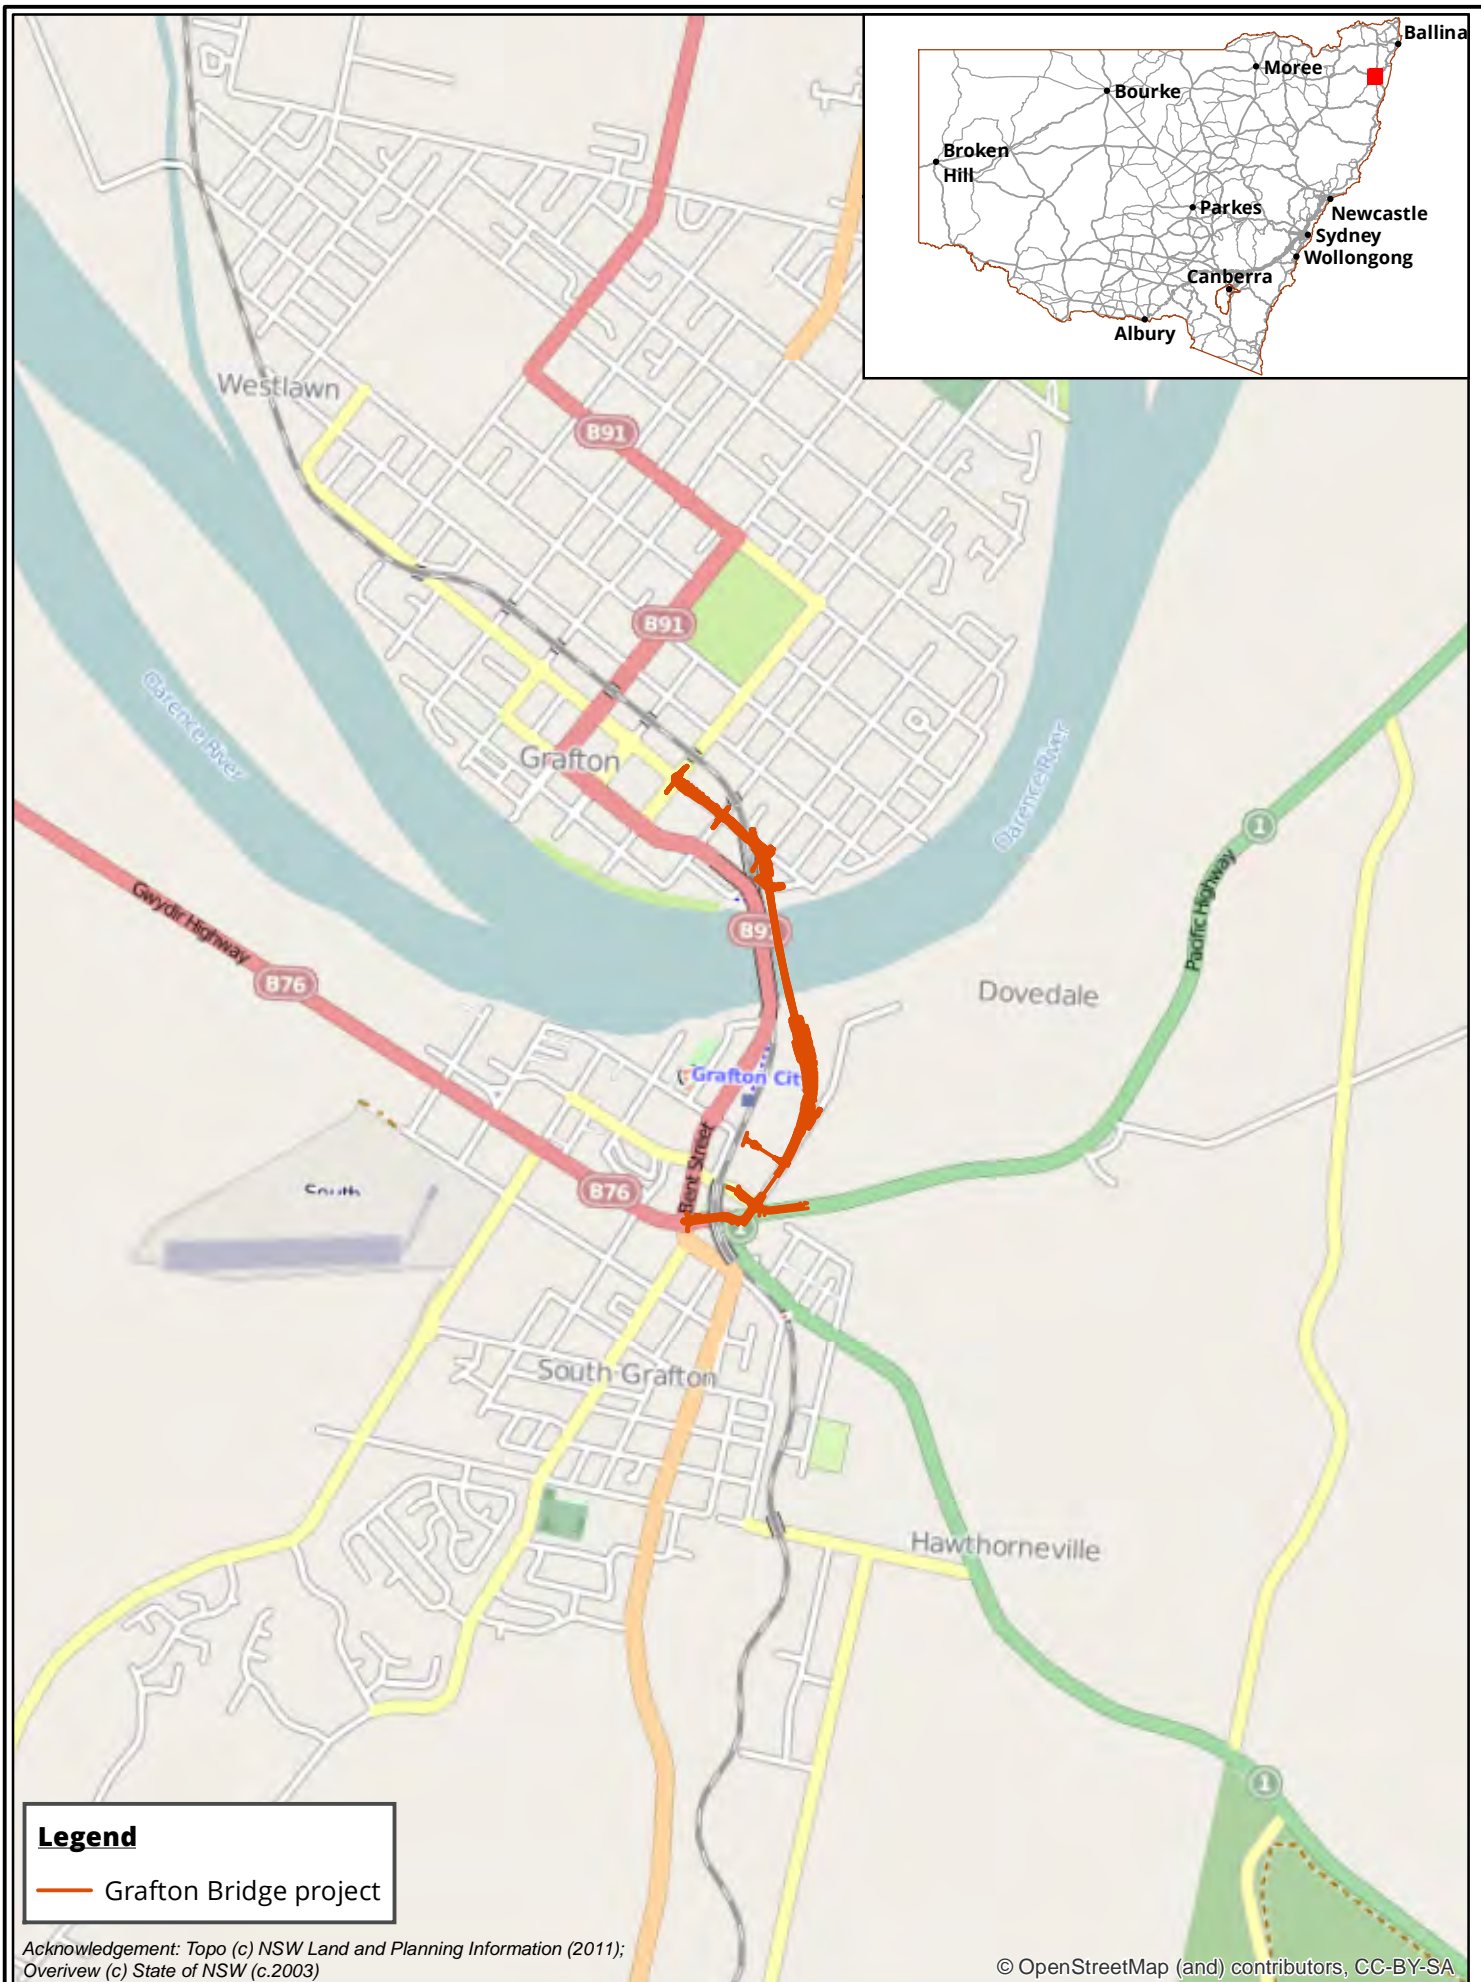 Ballina
Moree
Bourke
Broken
Hill
Parkes
Newcastle
Sydney
Wollongong
Canberra
Albury
Westlawn
B91
B91
Clarence River
Grafton
Clarence River
1
Pacific Highway
Gwydir Highway
B76
Dovedale
Grafton Cit
Bent Street
South
B76
1
South Grafton
Hawthorneville
1
Legend
Grafton Bridge project
Acknowledgement: Topo (c) NSW Land and Planning Information (2011);
Overivew (c) State of NSW (c.2003)
© OpenStreetMap (and) contributors, CC-BY-SA